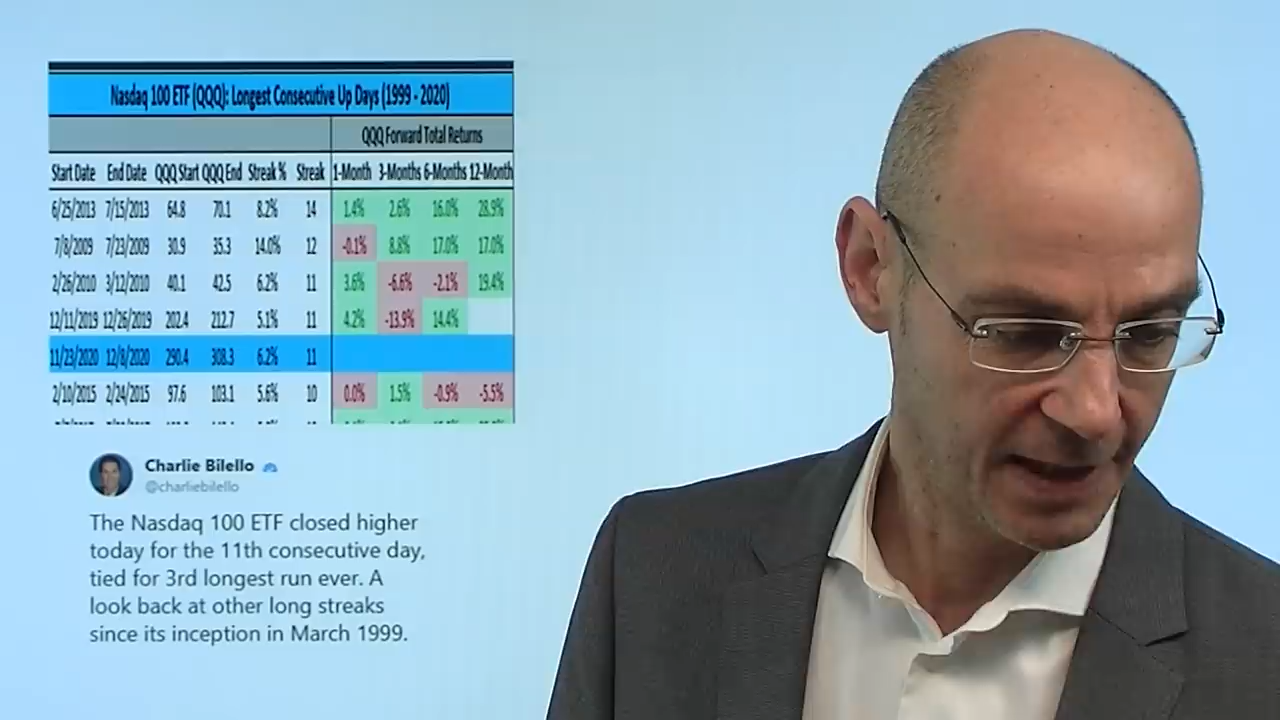 Nasdaq 100 ETF (QQQ): Longest Consecutive Up Days (1999 - 2020)
QQQ Forward Total Returns
Start Date End Date QQQ Start QQQ End Streak % Streak 1-Month 3-Months 6-Months 12-Month
6/25/2013 7/15/2013 64.8 70.1 8.2% 14 1.4% 2.6% 16.0% 28.9%
7/8/2009 7/23/2009 30.9 35.3 14.0% 12 -0.1% 8.8% 17.0% 17.0%
2/26/2010 3/12/2010 40.1 42.5 6.2% 11 3.6% -6.6% -2.1% 19.4%
12/11/2019 12/26/2019 202.4 212.7 5.1% 11 4.2% -13.9% 14.4%
11/23/2020 12/8/2020 290.4 308.3 6.2% 11
2/10/2015 2/24/2015 97.6 103.1 5.6% 10 0.0% 1.5% -0.9% -5.5%
Charlie Bilello
@charliebilello
The Nasdaq 100 ETF closed higher
today for the 11th consecutive day,
tied for 3rd longest run ever. A
look back at other long streaks
since its inception in March 1999.